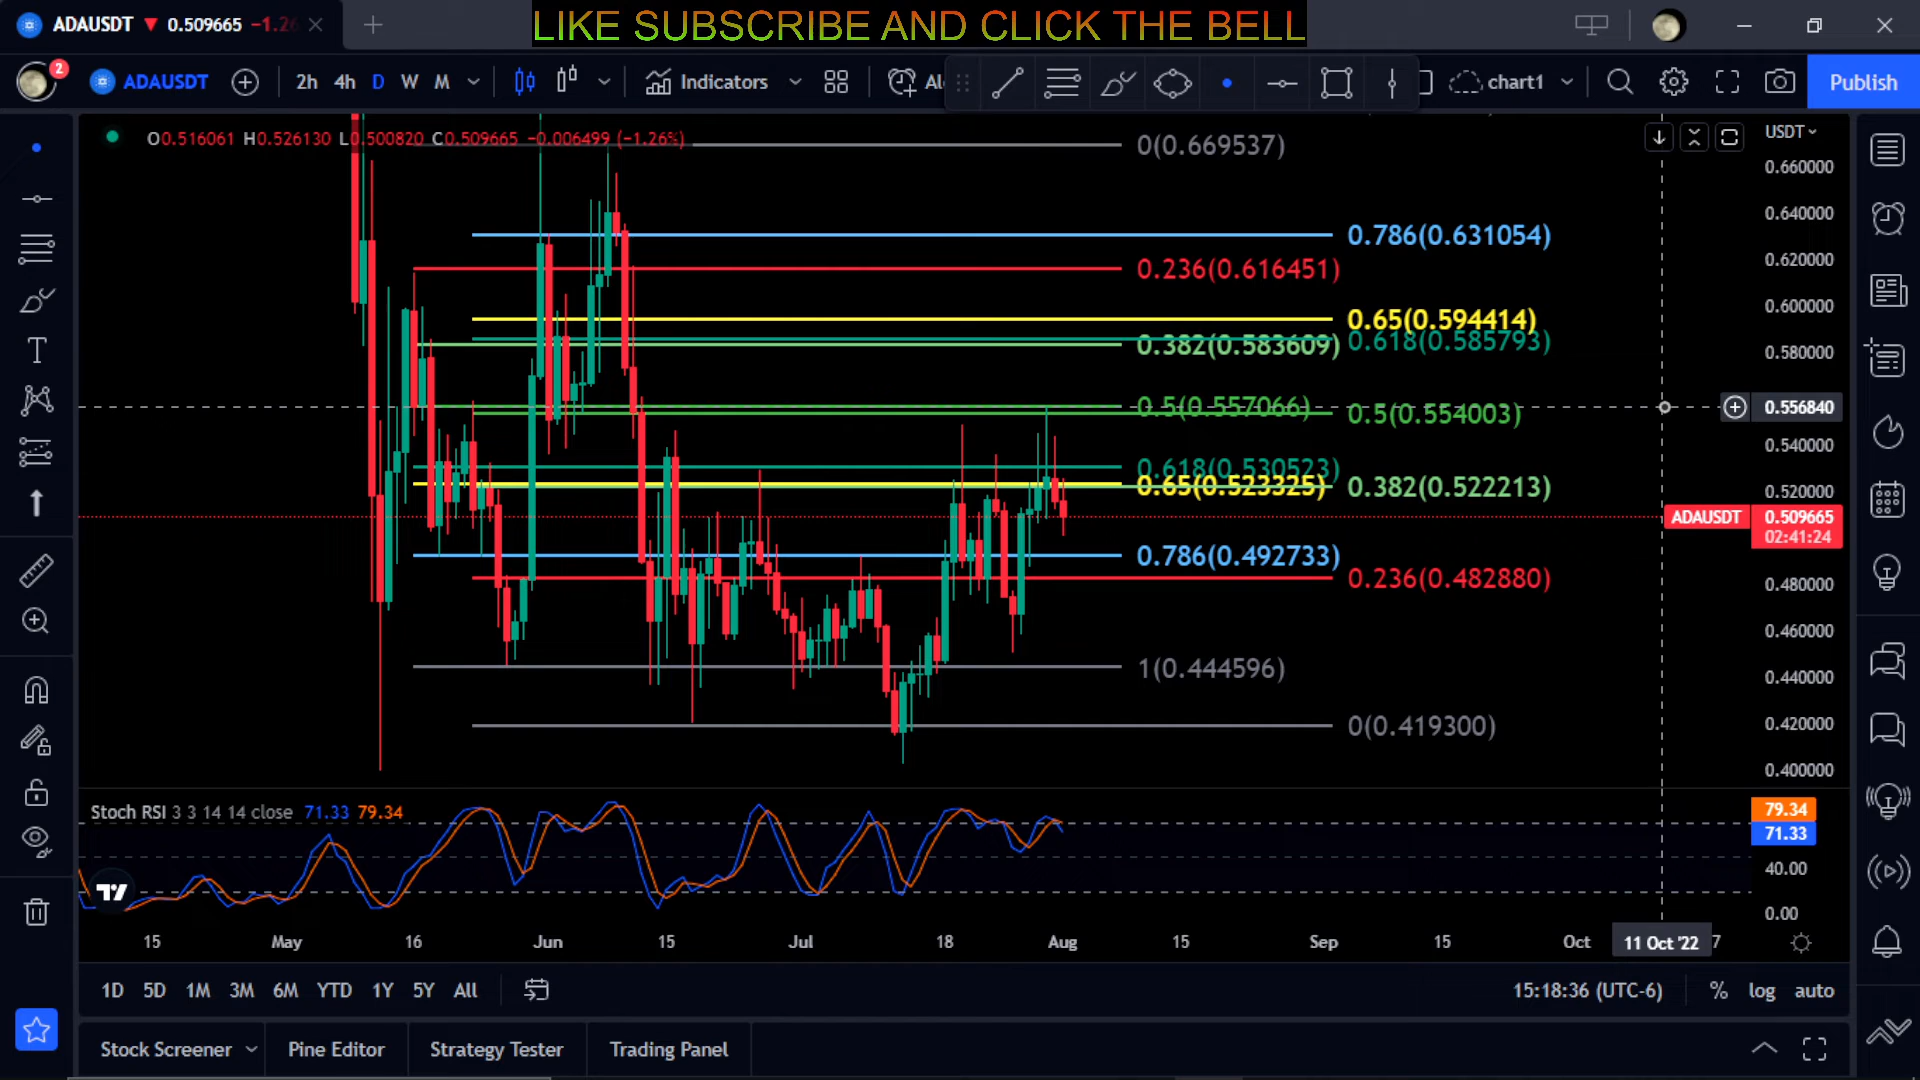 ADAUSDT ▼ 0.509665 −1.26
LIKE SUBSCRIBE AND CLICK THE BELL
2
ADAUSDT
2h 4h D W M
Indicators
Al
chart1
Publish
O0.516061 H0.526130 L0.500820 C0.509665 −0.006499 (−1.26%)
USDT
0(0.669537)
0.660000
0.640000
0.786(0.631054)
0.620000
0.236(0.616451)
0.600000
0.65(0.594414)
0.618(0.585793)
0.382(0.583609)
0.580000
0.5(0.557066)
0.556840
0.5(0.554003)
0.540000
0.618(0.530523)
0.65(0.523325)
0.382(0.522213)
0.520000
ADAUSDT 0.509665
02:41:24
0.786(0.492733)
0.236(0.482880)
0.480000
0.460000
0.440000
1(0.444596)
0(0.419300)
0.420000
0.400000
Stoch RSI 3 3 14 14 close 71.33 79.34
79.34
71.33
40.00
0.00
15 May 16 Jun 15 Jul 18 Aug 15 Sep 15 Oct 11 Oct '22 7
1D 5D 1M 3M 6M YTD 1Y 5Y All
15:18:36 (UTC-6) % log auto
Stock Screener Pine Editor Strategy Tester Trading Panel